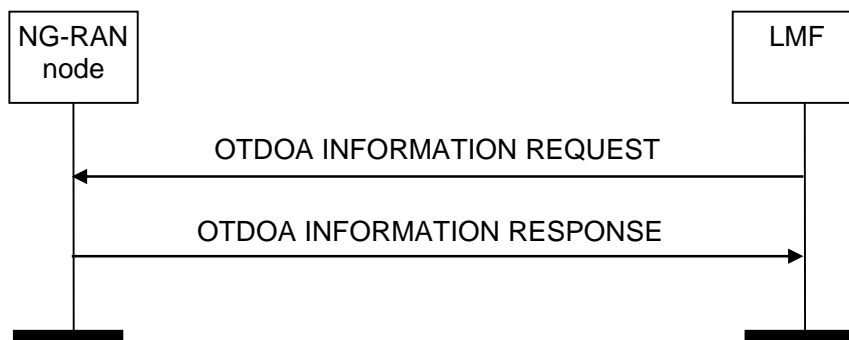 NG-RAN
node
LMF
OTDOA INFORMATION REQUEST
OTDOA INFORMATION RESPONSE